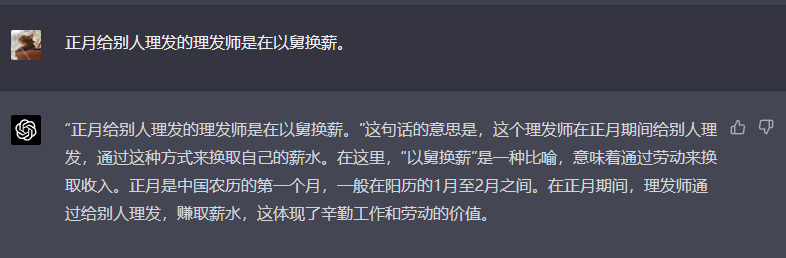 正月给别人理发的理发师是在以舅换薪。
“正月给别人理发的理发师是在以舅换薪。”这句话的意思是，这个理发师在正月期间给别人理
发，通过这种方式来换取自己的薪水。在这里，“以舅换薪”是一种比喻，意味着通过劳动来换
取收入。正月是中国农历的第一个月，一般在阳历的1月至2月之间。在正月期间，理发师通
过给别人理发，赚取薪水，这体现了辛勤工作和劳动的价值。